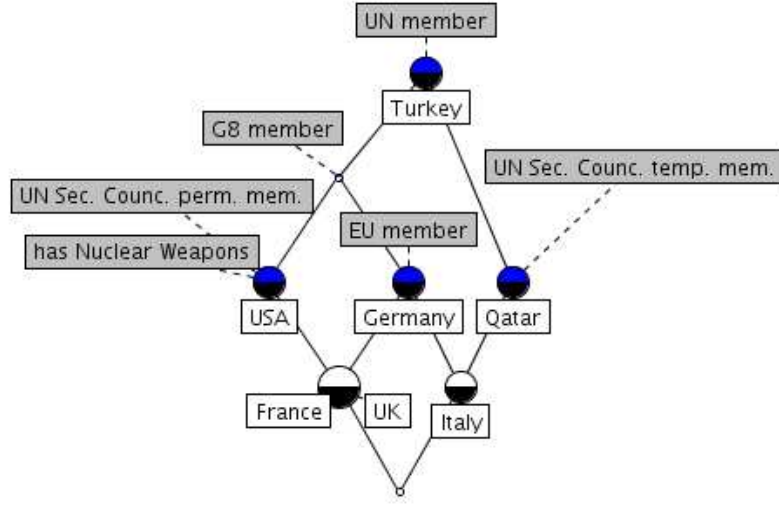 UN member
Turkey
G8 member
UN Sec. Counc. temp. mem.
UN Sec. Counc. perm. mem.
EU member
has Nuclear Weapons
USA
Germany
Qatar
France
UK
Italy